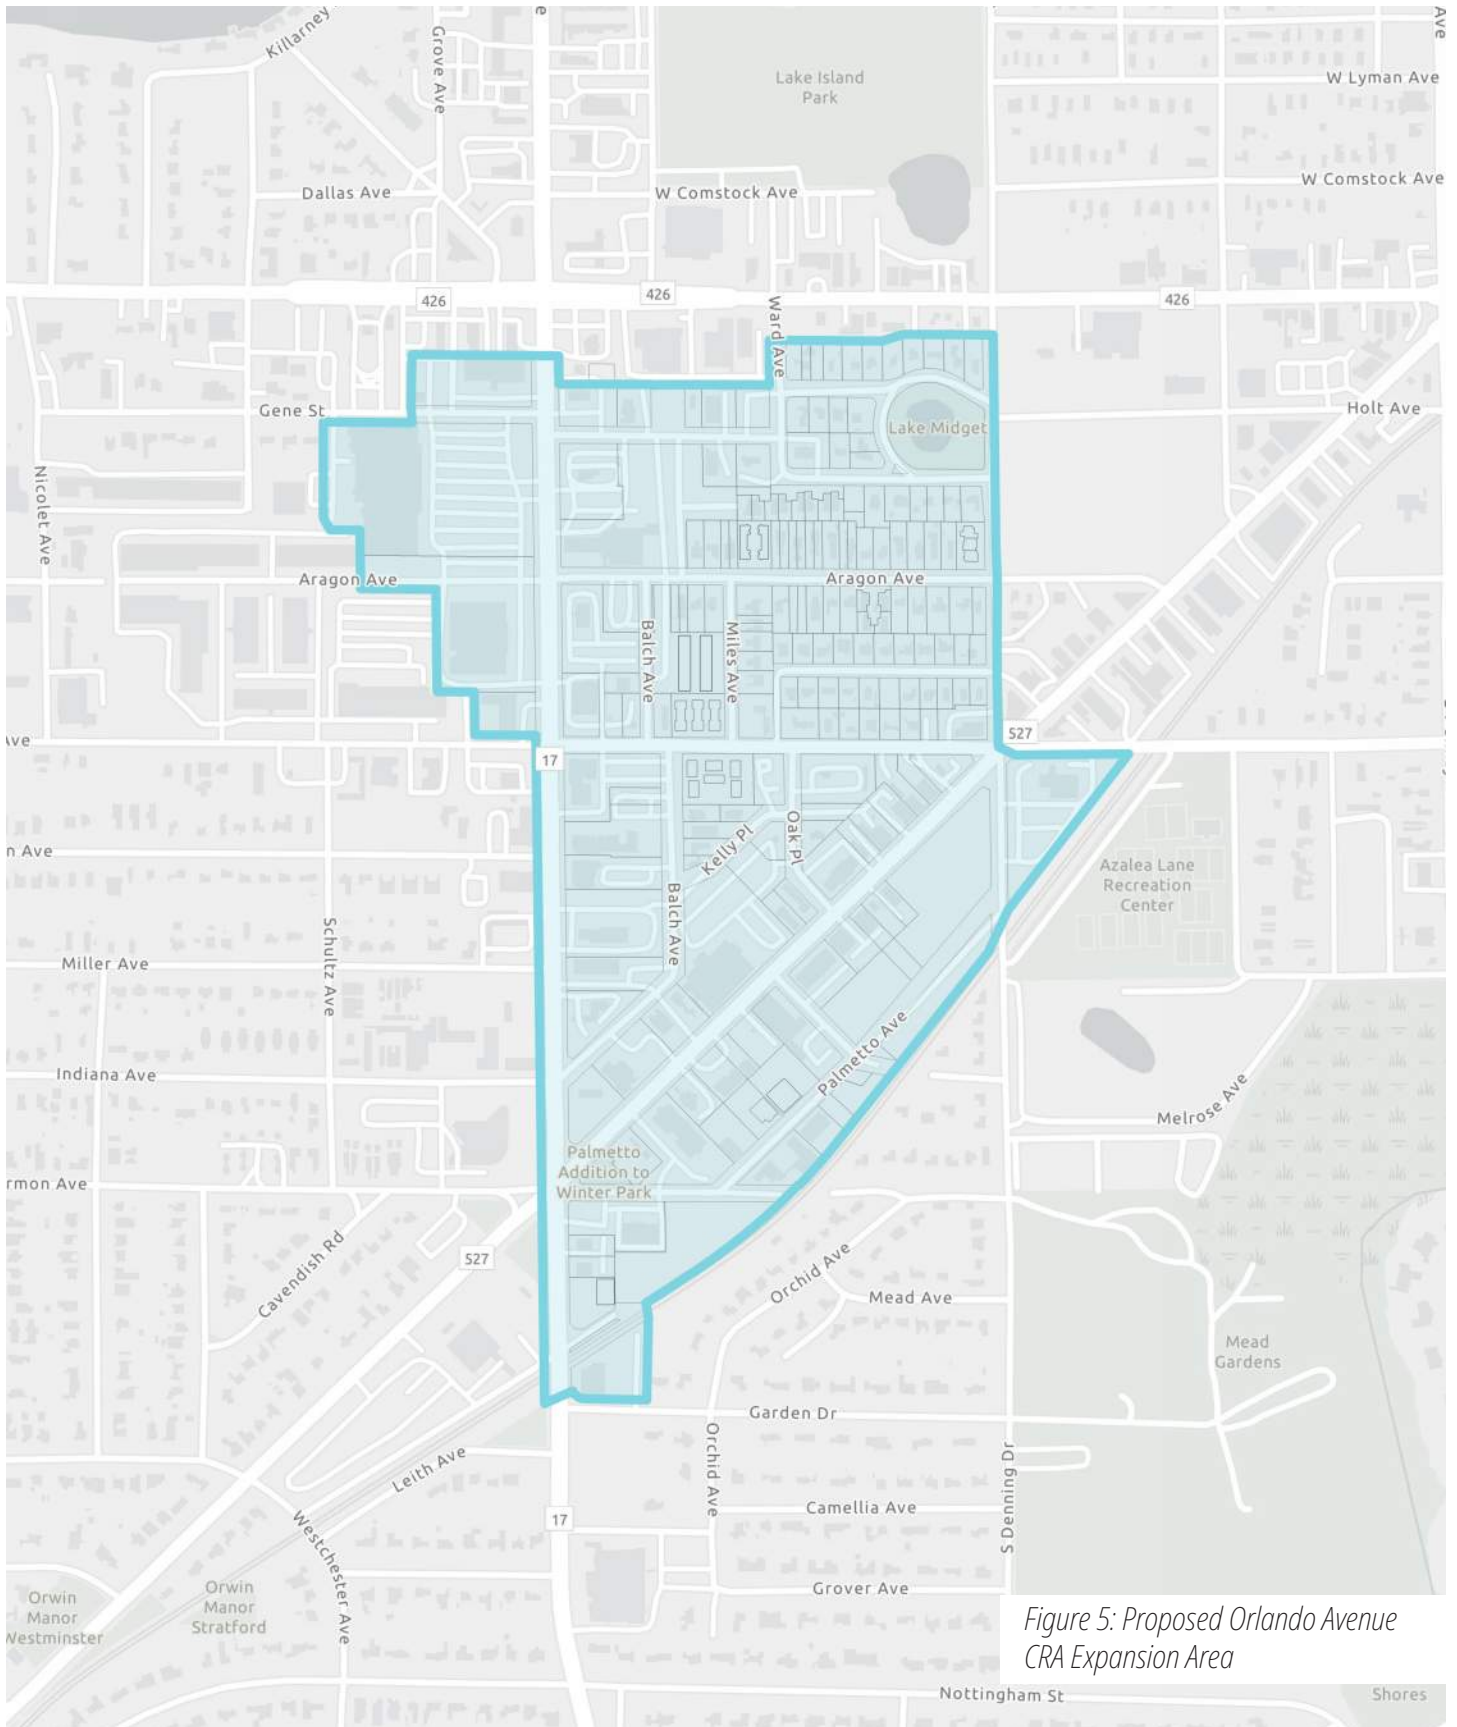 Killarney
Grove Ave
e
Ave
Lake Island
Park
W Lyman Ave
Dallas Ave
W Comstock Ave
W Comstock Ave
426
426
426
Ward Ave
Gene St
Holt Ave
Lake Midget
Nicolet Ave
Aragon Ave
Aragon Ave
Balch Ave
Miles Ave
527
Ave
17
n Ave
Kelly Pl
Oak Pl
Azalea Lane
Recreation
Center
Balch Ave
Schultz Ave
Miller Ave
Palmetto Ave
Indiana Ave
Melrose Ave
Palmetto
Addition to
Winter Park
rmon Ave
Cavendish Rd
527
Orchid Ave
Mead Ave
Mead
Gardens
Garden Dr
Orchid Ave
S Denning Dr
Leith Ave
17
Camellia Ave
Westchester Ave
Grover Ave
Orwin
Manor
Westminster
Orwin
Manor
Stratford
Figure 5: Proposed Orlando Avenue
CRA Expansion Area
Nottingham St
Shores